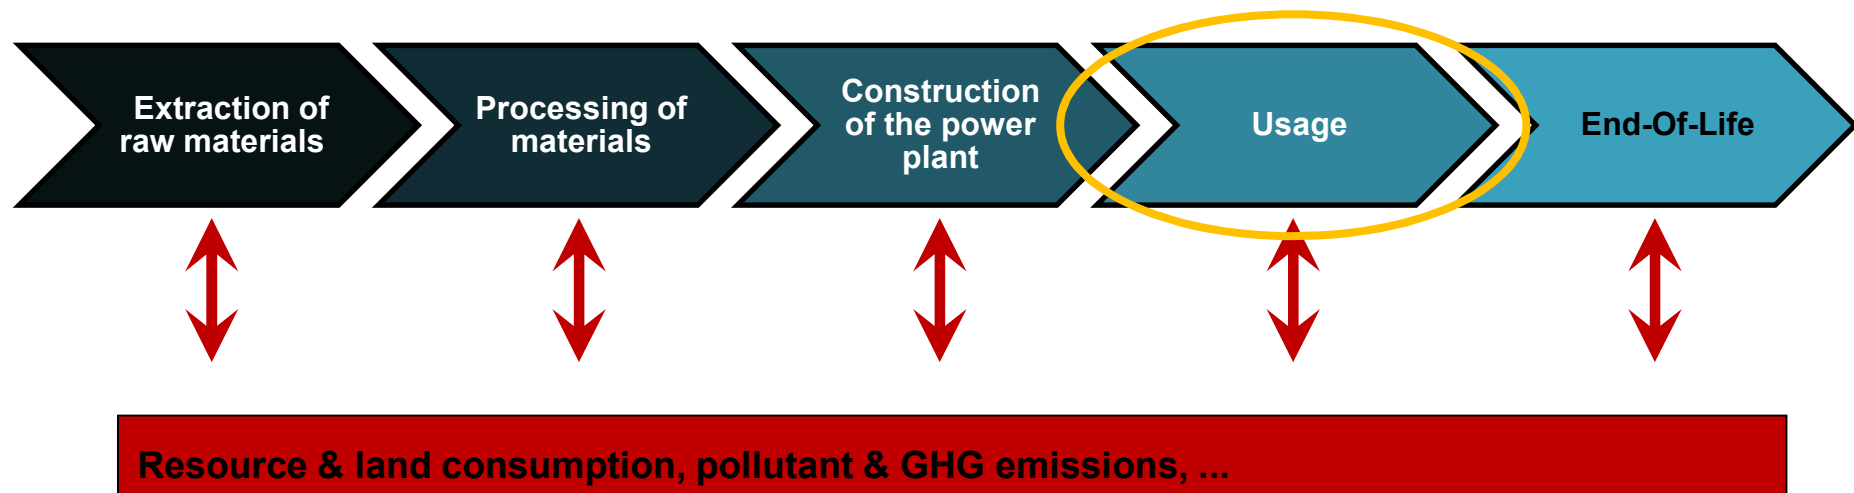 Extraction of
raw materials
Processing of
materials
Construction
of the power
plant
Usage
End-Of-Life
Resource & land consumption, pollutant & GHG emissions, ...